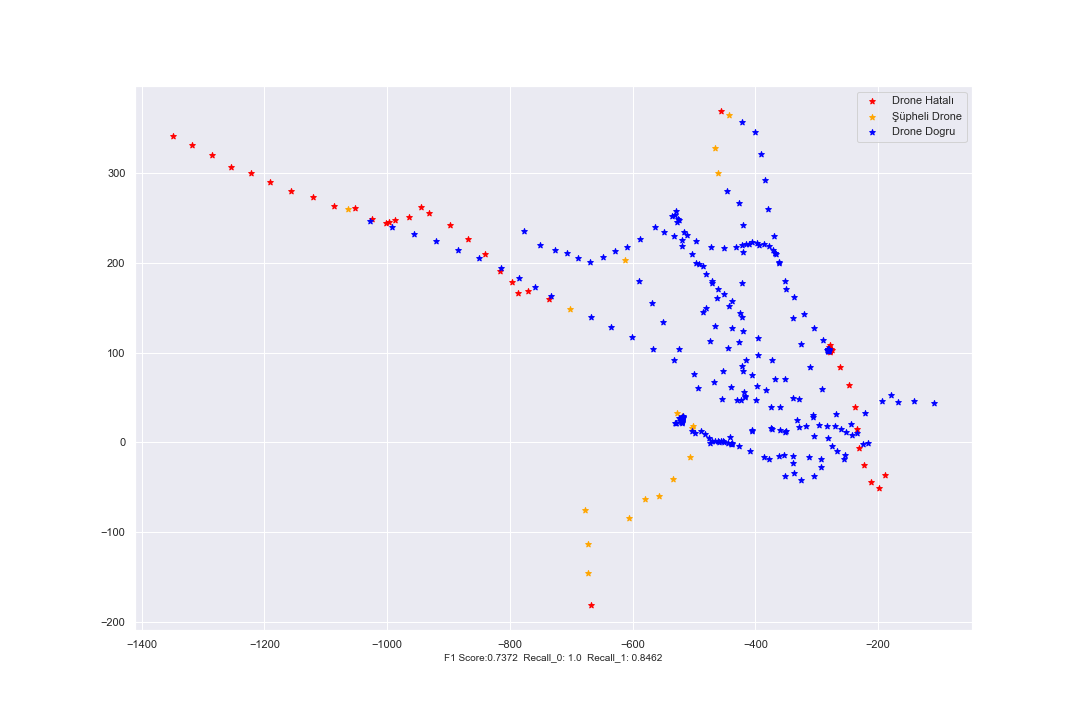 Drone Hatalı
Şüpheli Drone
Drone Dogru
300
200
100
0
−100
−200
−1400 −1200 −1000 −800 −600 −400 −200
F1 Score:0.7372 Recall_0: 1.0 Recall_1: 0.8462